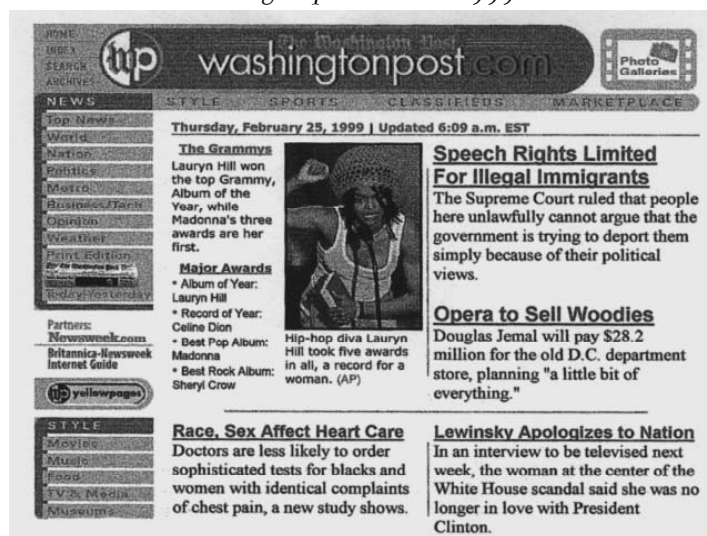 1999
HOME
INDEX
SEARCH
ARCHIVES
wp
The Washington Post
washingtonpost.com
Photo
Galleries
NEWS
STYLE SPORTS CLASSIFIEDS MARKETPLACE
Top News
World
Nation
Politics
Metro
Business/Tech
Opinion
Weather
Print Edition
Today Yesterday
Partners:
Newsweek.com
Britannica-Newsweek
Internet Guide
wp yellowpages
STYLE
Movies
Music
Food
TV & Media
Museums
Thursday, February 25, 1999 | Updated 6:09 a.m. EST
The Grammys
Lauryn Hill won
the top Grammy,
Album of the
Year, while
Madonna's three
awards are her
first.
Major Awards
* Album of Year:
Lauryn Hill
* Record of Year:
Celine Dion
* Best Pop Album:
Madonna
* Best Rock Album:
Sheryl Crow
Hip-hop diva Lauryn
Hill took five awards
in all, a record for a
woman. (AP)
Speech Rights Limited
For Illegal Immigrants
The Supreme Court ruled that people
here unlawfully cannot argue that the
government is trying to deport them
simply because of their political
views.
Opera to Sell Woodies
Douglas Jemal will pay $28.2
million for the old D.C. department
store, planning "a little bit of
everything."
Race, Sex Affect Heart Care
Doctors are less likely to order
sophisticated tests for blacks and
women with identical complaints
of chest pain, a new study shows.
Lewinsky Apologizes to Nation
In an interview to be televised next
week, the woman at the center of the
White House scandal said she was no
longer in love with President
Clinton.